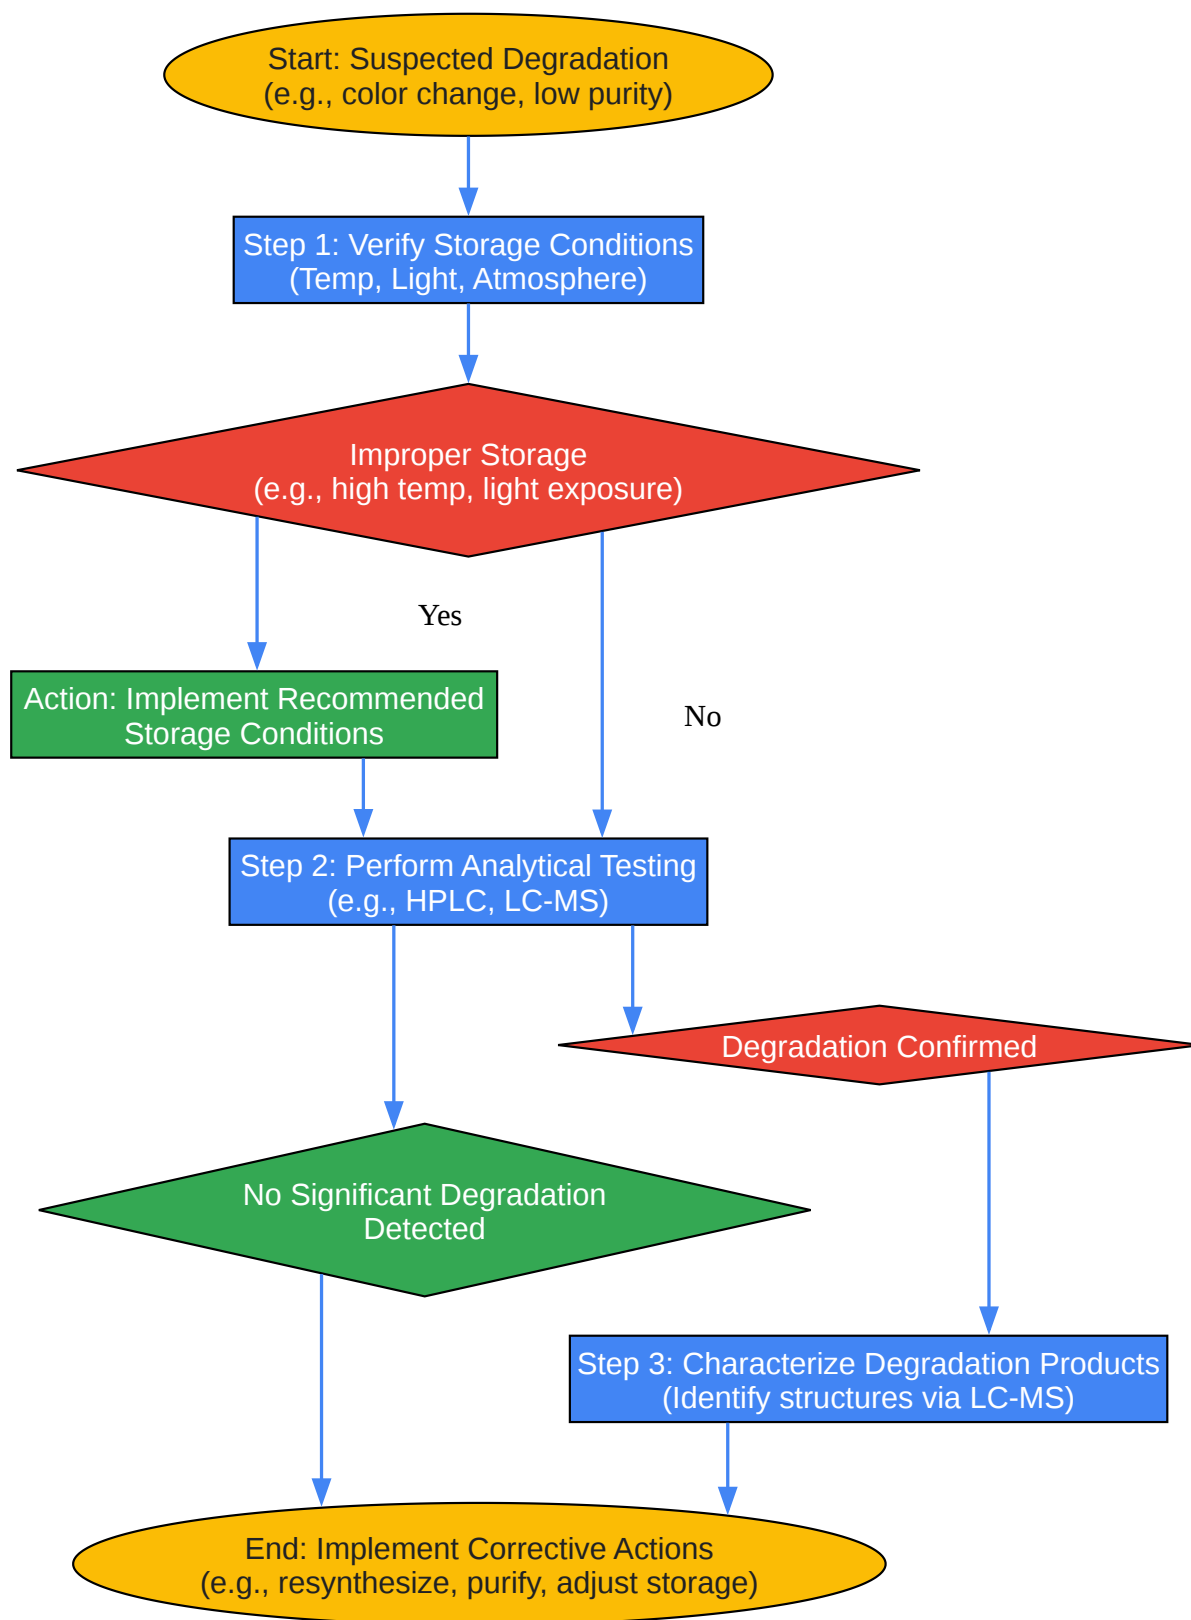 Start: Suspected Degradation
(e.g., color change, low purity)
Step 1: Verify Storage Conditions
(Temp, Light, Atmosphere)
Improper Storage
(e.g., high temp, light exposure)
Yes
Action: Implement Recommended
Storage Conditions
No
Step 2: Perform Analytical Testing
(e.g., HPLC, LC-MS)
Degradation Confirmed
No Significant Degradation
Detected
Step 3: Characterize Degradation Products
(Identify structures via LC-MS)
End: Implement Corrective Actions
(e.g., resynthesize, purify, adjust storage)